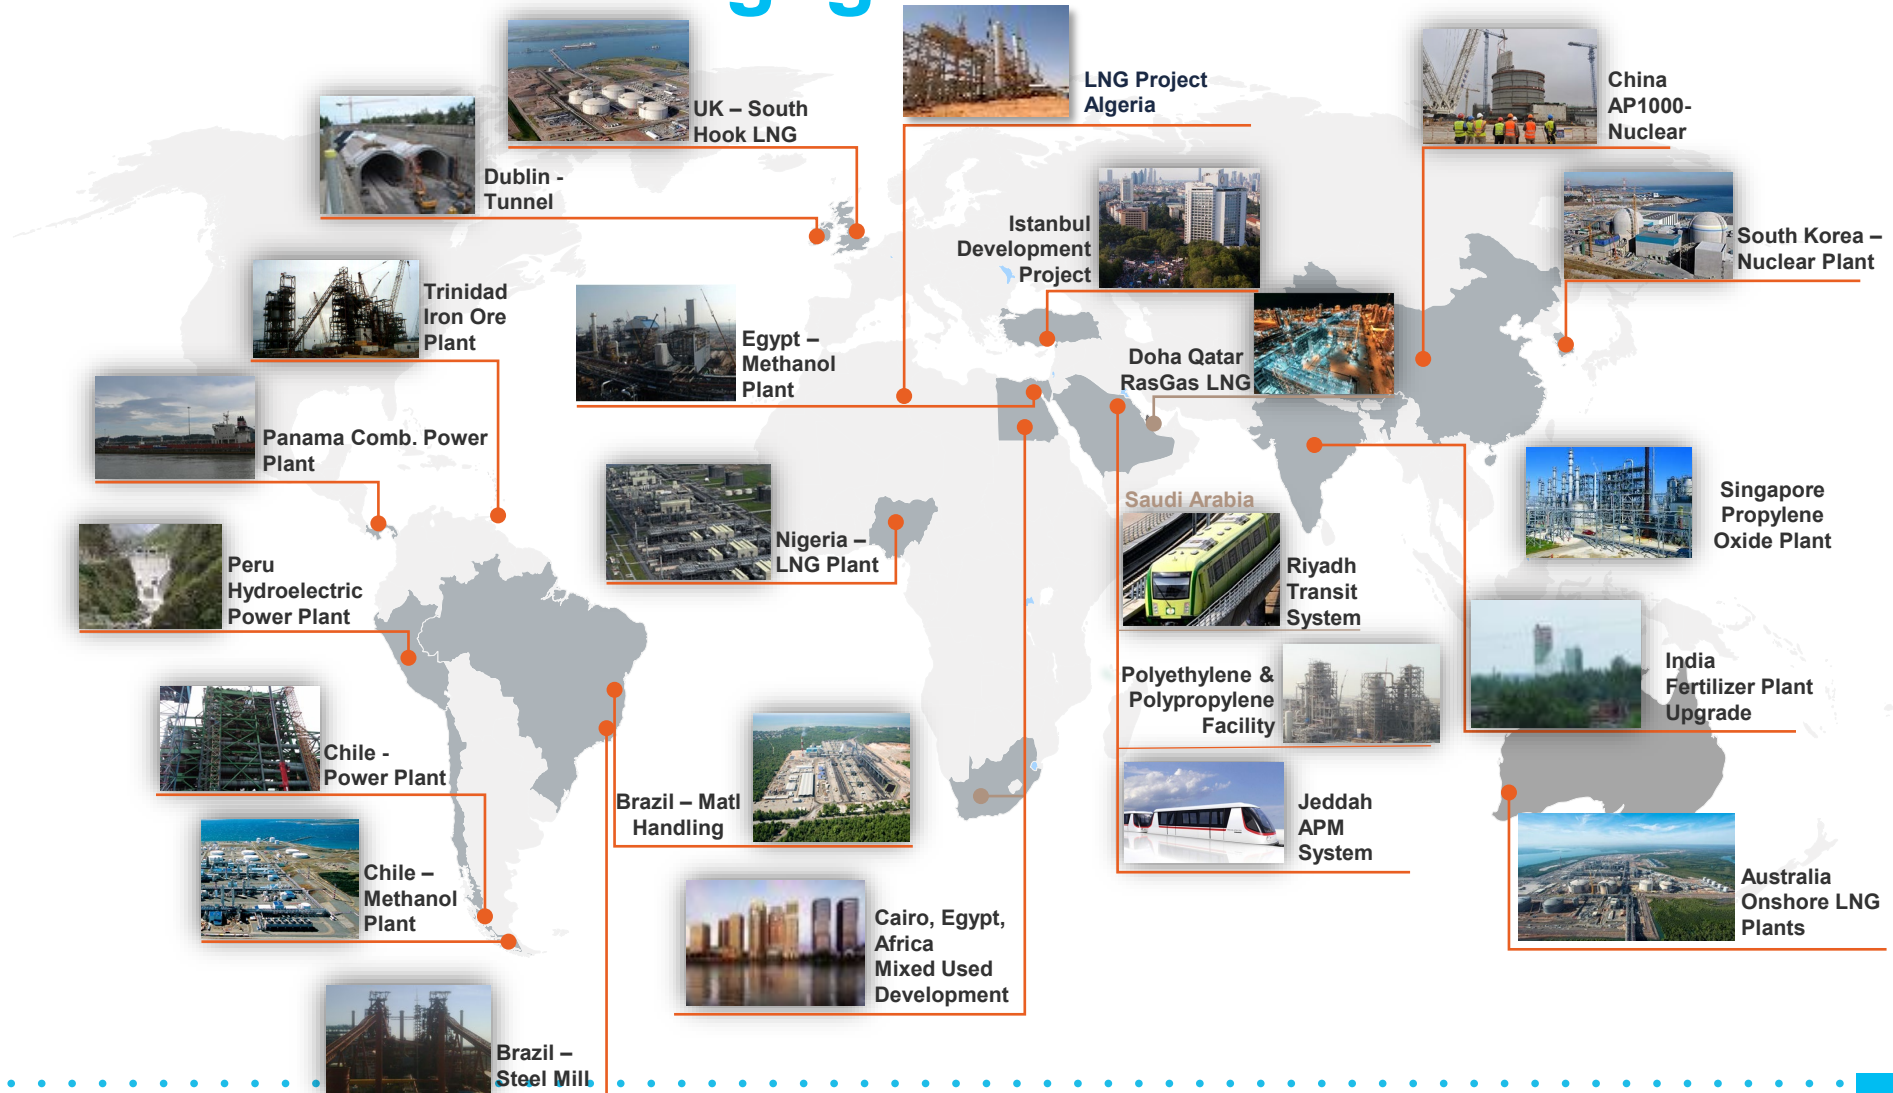 UK – South
Hook LNG
LNG Project
Algeria
China
AP1000-
Nuclear
Dublin -
Tunnel
Istanbul
Development
Project
South Korea –
Nuclear Plant
Trinidad
Iron Ore
Plant
Egypt –
Methanol
Plant
Doha Qatar
RasGas LNG
Panama Comb. Power
Plant
Singapore
Propylene
Oxide Plant
Saudi Arabia
Nigeria –
LNG Plant
Peru
Hydroelectric
Power Plant
Riyadh
Transit
System
Polyethylene &
Polypropylene
Facility
India
Fertilizer Plant
Upgrade
Chile -
Power Plant
Brazil – Matl
Handling
Jeddah
APM
System
Chile –
Methanol
Plant
Australia
Onshore LNG
Plants
Cairo, Egypt,
Africa
Mixed Used
Development
Brazil –
Steel Mill